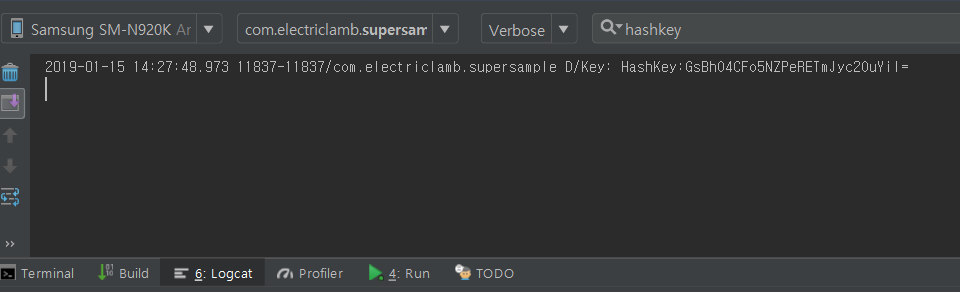 Samsung SM-N920K Ar
com.electriclamb.supersam
Verbose
hashkey
2019-01-15 14:27:48.973 11837-11837/com.electriclamb.supersample D/Key: HashKey:GsBhO4CFo5NZPeRETmJyc2OuYiI=
>>
Terminal
Build
6: Logcat
Profiler
4: Run
TODO